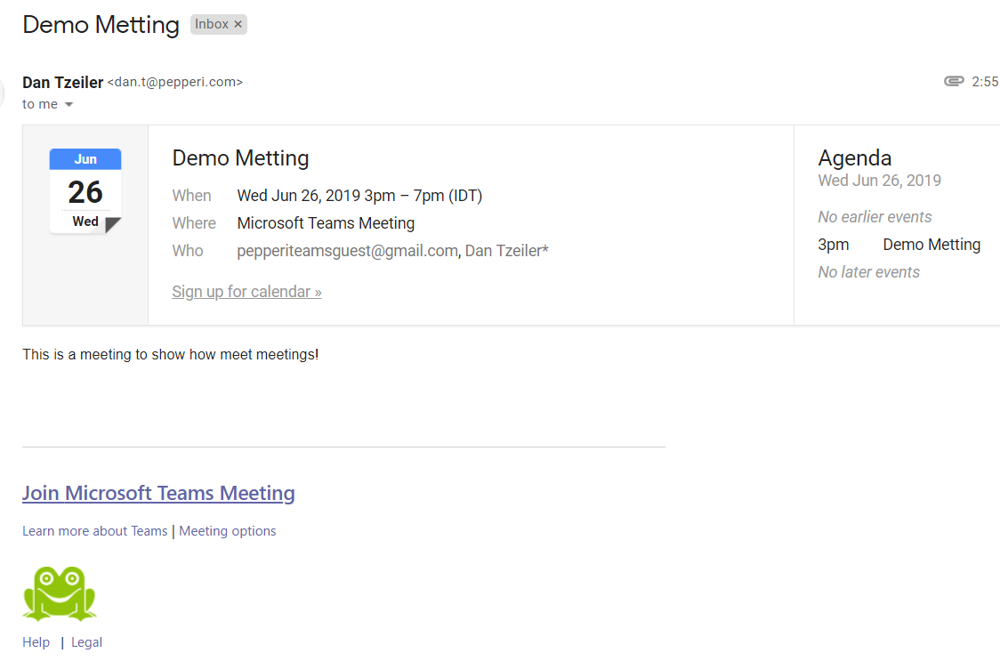 Demo Metting Inbox ×
Dan Tzeiler <dan.t@pepperi.com> 2:55
to me
Jun
26
Wed
Demo Metting
When Wed Jun 26, 2019 3pm – 7pm (IDT)
Where Microsoft Teams Meeting
Who pepperiteamsguest@gmail.com, Dan Tzeiler*
Sign up for calendar »
Agenda
Wed Jun 26, 2019
No earlier events
3pm Demo Metting
No later events
This is a meeting to show how meet meetings!
Join Microsoft Teams Meeting
Learn more about Teams | Meeting options
Help | Legal